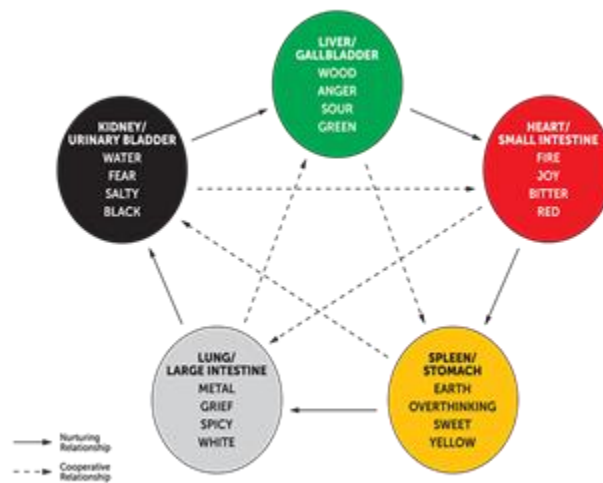 LIVER/
GALLBLADDER
WOOD
ANGER
SOUR
GREEN
KIDNEY/
URINARY BLADDER
WATER
FEAR
SALTY
BLACK
HEART/
SMALL INTESTINE
FIRE
JOY
BITTER
RED
LUNG/
LARGE INTESTINE
METAL
GRIEF
SPICY
WHITE
SPLEEN/
STOMACH
EARTH
OVERTHINKING
SWEET
YELLOW
Nurturing
Relationship
Cooperative
Relationship